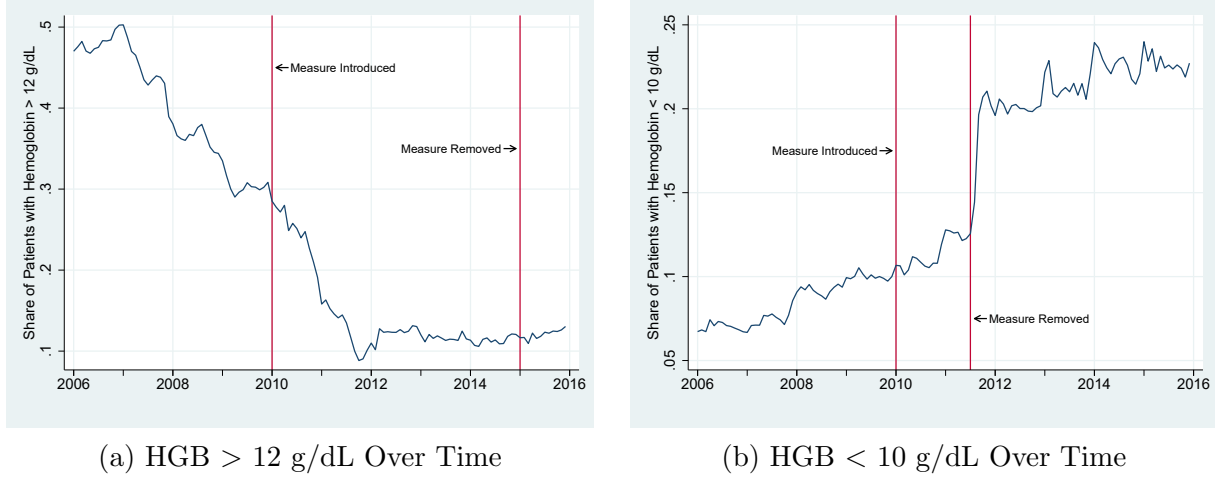 Share of Patients with Hemoglobin > 12 g/dL
.5
.4
.3
.2
.1
Measure Introduced
Measure Removed
2006 2008 2010 2012 2014 2016
(a) HGB > 12 g/dL Over Time
Share of Patients with Hemoglobin < 10 g/dL
.25
.2
.15
.1
.05
Measure Introduced
Measure Removed
2006 2008 2010 2012 2014 2016
(b) HGB < 10 g/dL Over Time